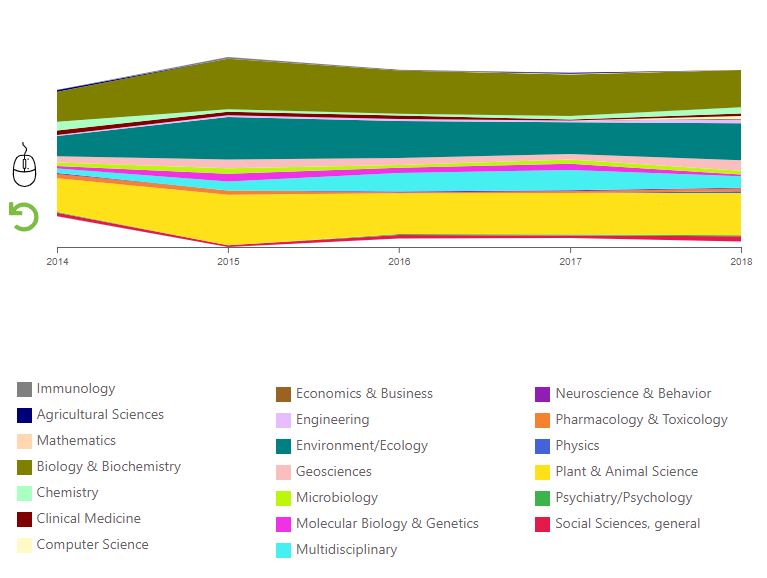 2014 2015 2016 2017 2018
Immunology
Agricultural Sciences
Mathematics
Biology & Biochemistry
Chemistry
Clinical Medicine
Computer Science
Economics & Business
Engineering
Environment/Ecology
Geosciences
Microbiology
Molecular Biology & Genetics
Multidisciplinary
Neuroscience & Behavior
Pharmacology & Toxicology
Physics
Plant & Animal Science
Psychiatry/Psychology
Social Sciences, general